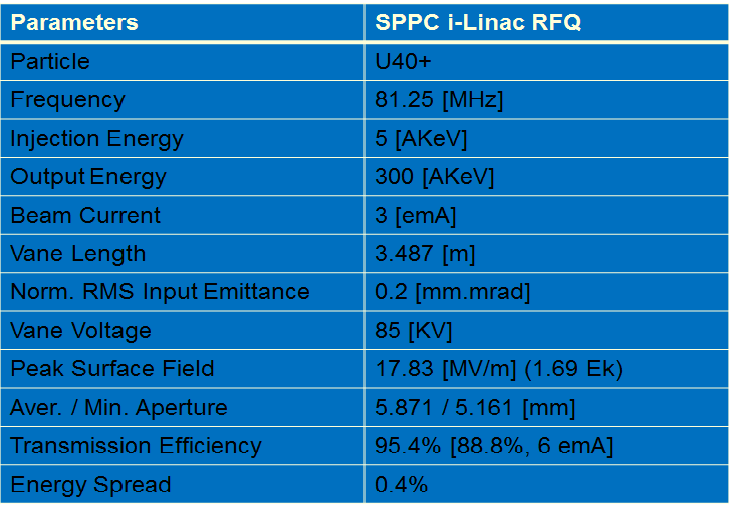 Parameters SPPC i-Linac RFQ
Particle U40+
Frequency 81.25 [MHz]
Injection Energy 5 [AKeV]
Output Energy 300 [AKeV]
Beam Current 3 [emA]
Vane Length 3.487 [m]
Norm. RMS Input Emittance 0.2 [mm.mrad]
Vane Voltage 85 [KV]
Peak Surface Field 17.83 [MV/m] (1.69 Ek)
Aver. / Min. Aperture 5.871 / 5.161 [mm]
Transmission Efficiency 95.4% [88.8%, 6 emA]
Energy Spread 0.4%